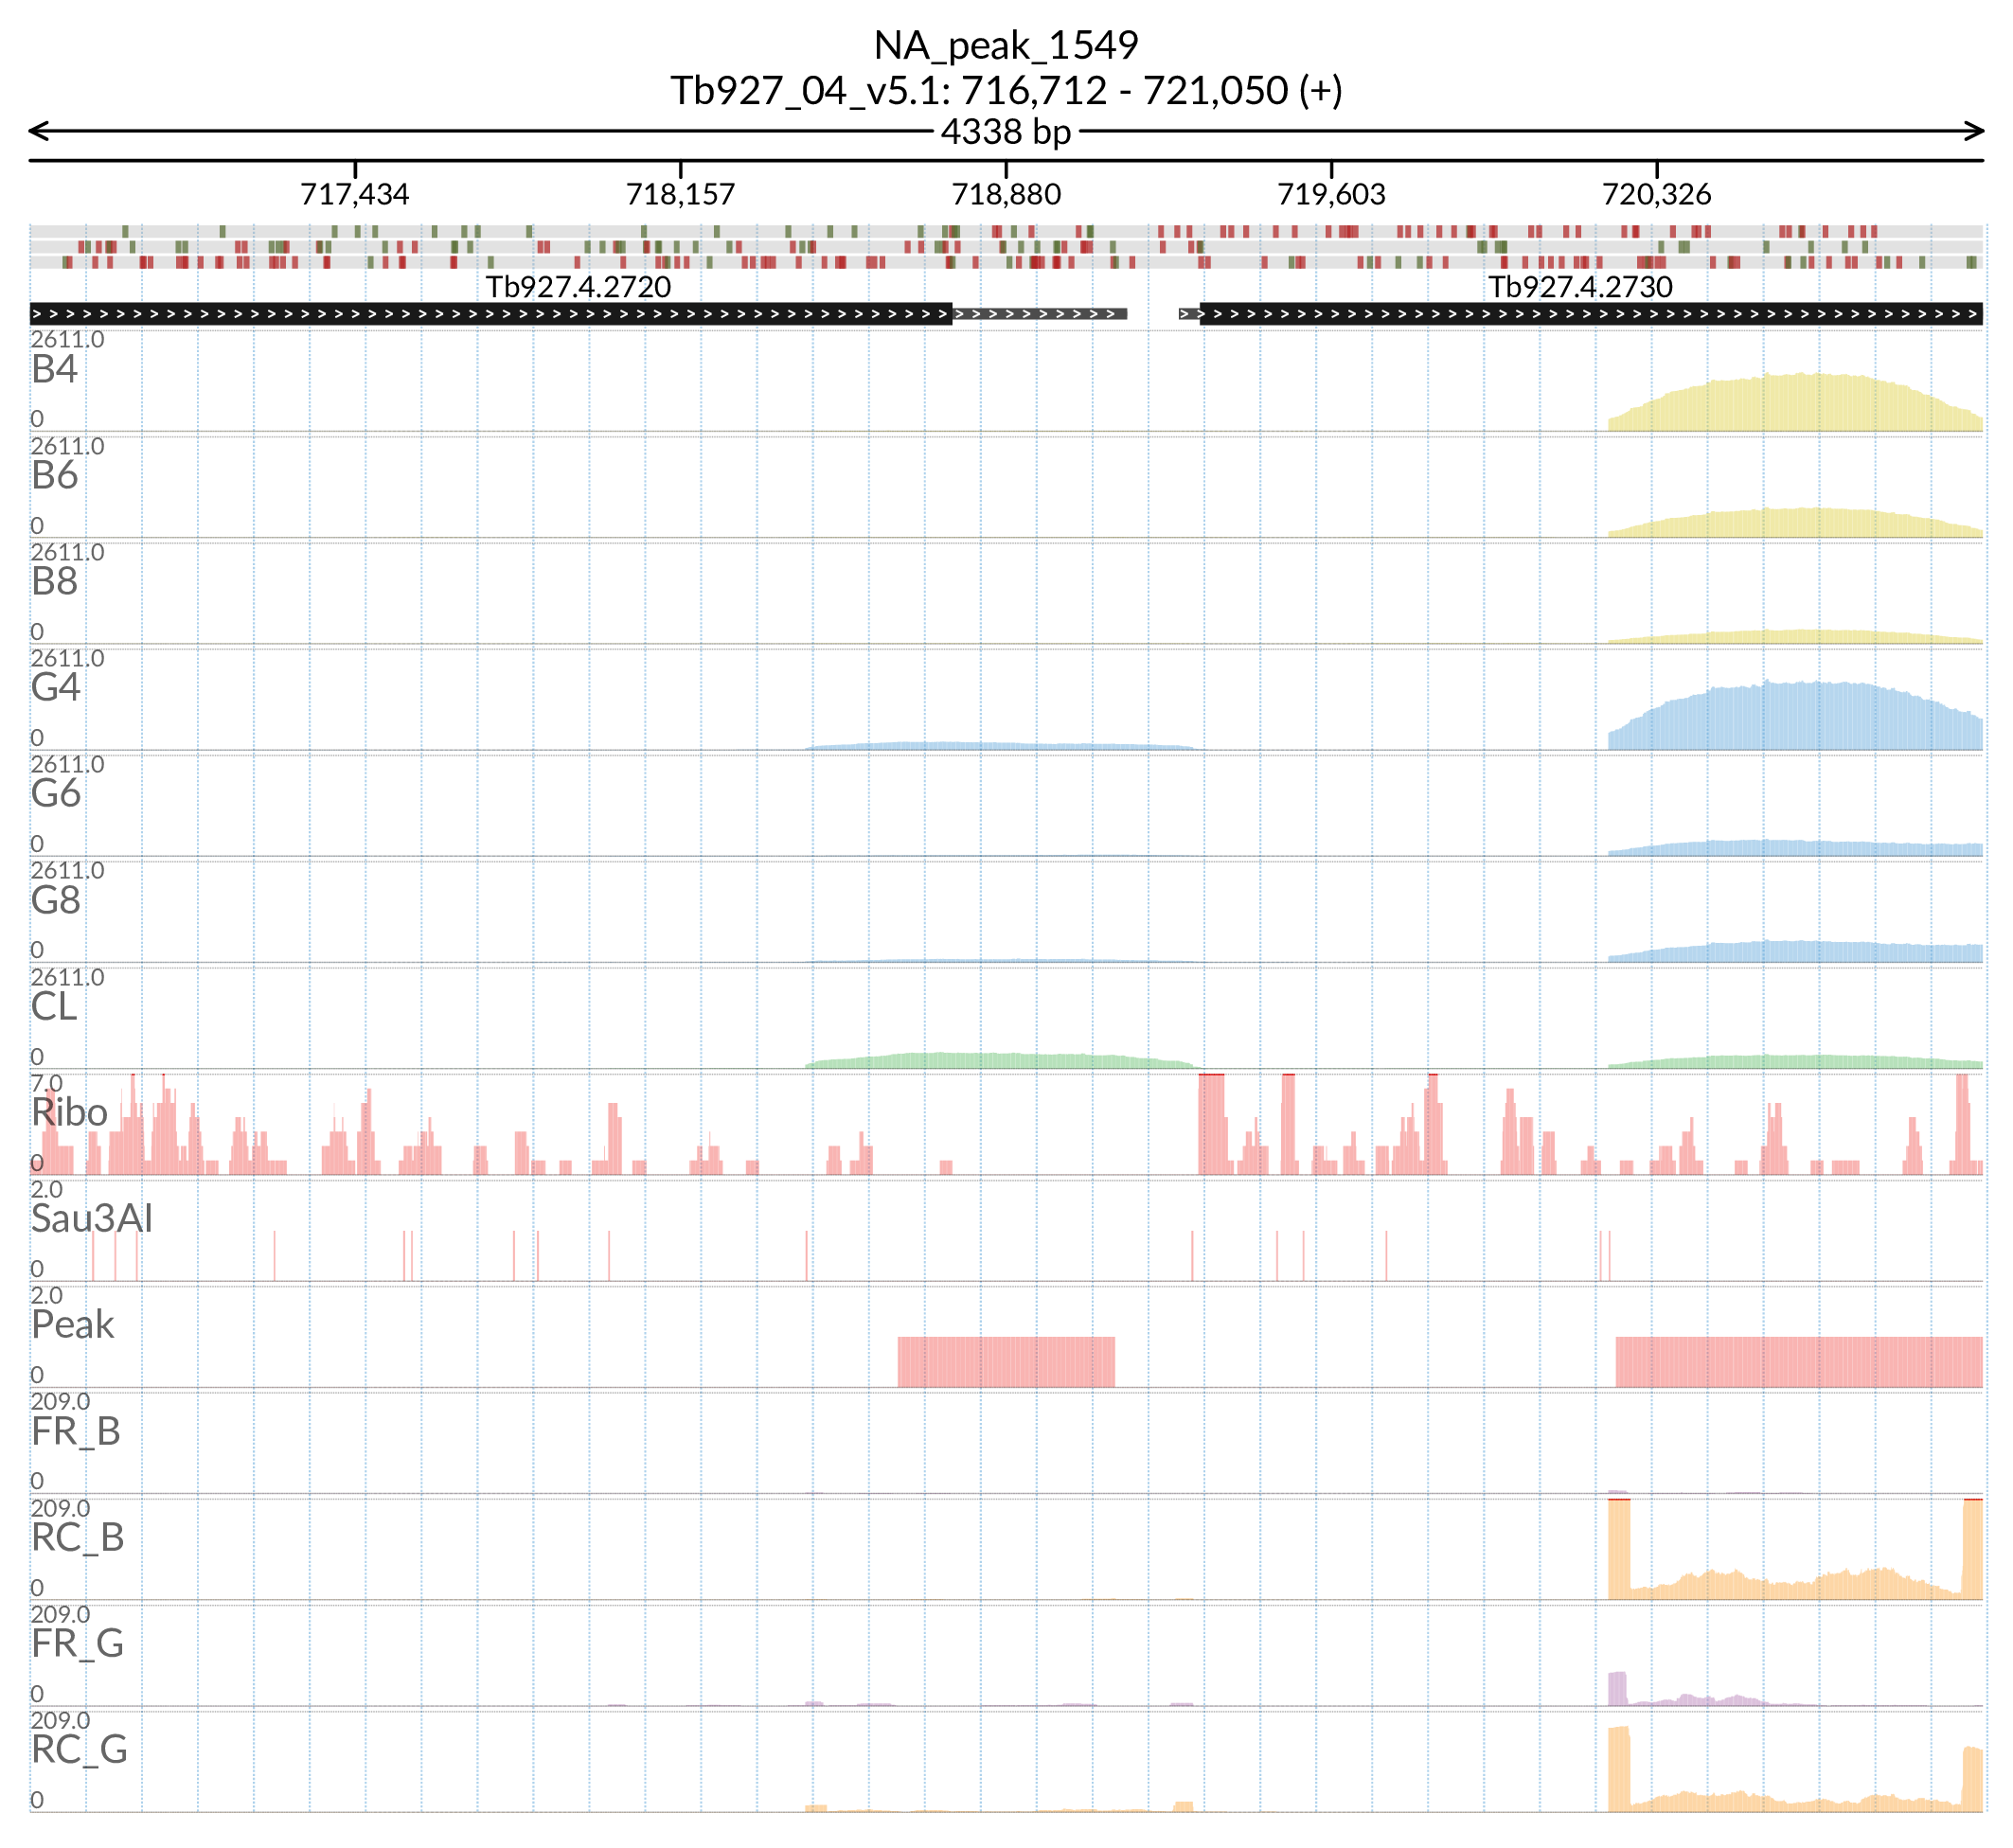 NA_peak_1549
Tb927_04_v5.1: 716,712 - 721,050 (+)
4338 bp
717,434 718,157 718,880 719,603 720,326
Tb927.4.2720 Tb927.4.2730
2611.0
B4
0
2611.0
B6
0
2611.0
B8
0
2611.0
G4
0
2611.0
G6
0
2611.0
G8
0
2611.0
CL
0
7.0
Ribo
0
2.0
Sau3AI
0
2.0
Peak
0
209.0
FR_B
0
209.0
RC_B
0
209.0
FR_G
0
209.0
RC_G
0